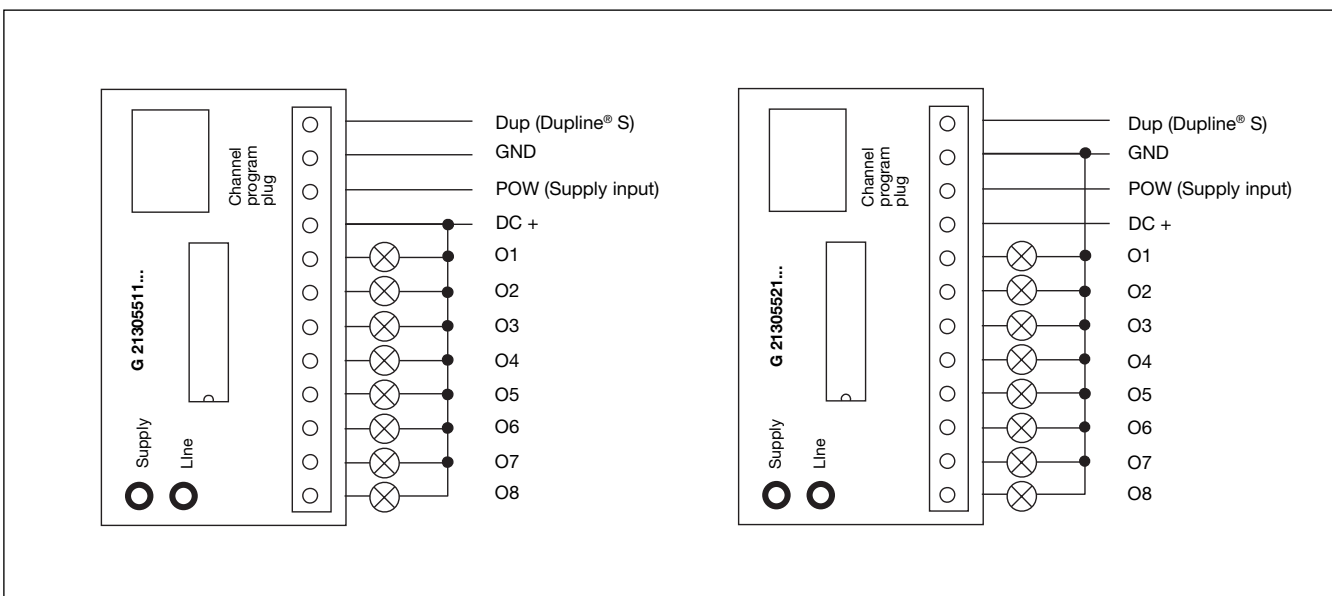 Dup (Dupline® S)
GND
POW (Supply input)
DC +
O1
O2
O3
O4
O5
O6
O7
O8
Channel
program
plug
G 21305511...
Supply
LIne
Dup (Dupline® S)
GND
POW (Supply input)
DC +
O1
O2
O3
O4
O5
O6
O7
O8
Channel
program
plug
G 21305521...
Supply
LIne